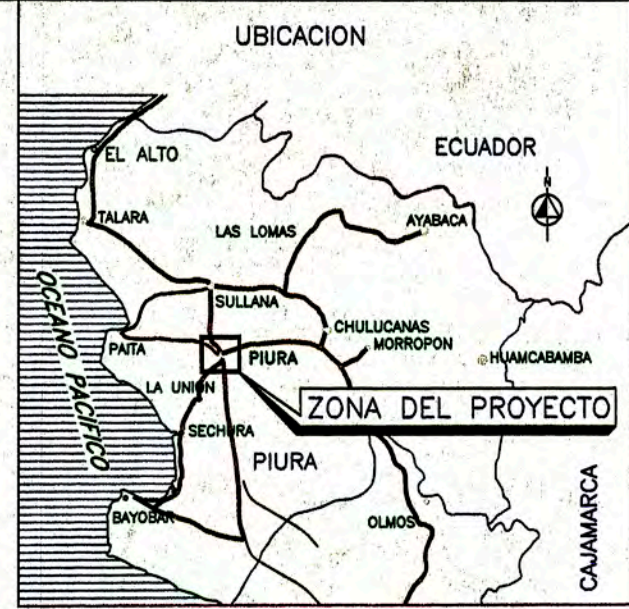 UBICACION
EL ALTO
ECUADOR
N
TALARA
LAS LOMAS
AYABACA
OCEANO PACIFICO
SULLANA
CHULUCANAS
MORROPON
PAITA
PIURA
HUAMCABAMBA
LA UNION
ZONA DEL PROYECTO
SECHURA
PIURA
BAYOBAR
OLMOS
CAJAMARCA